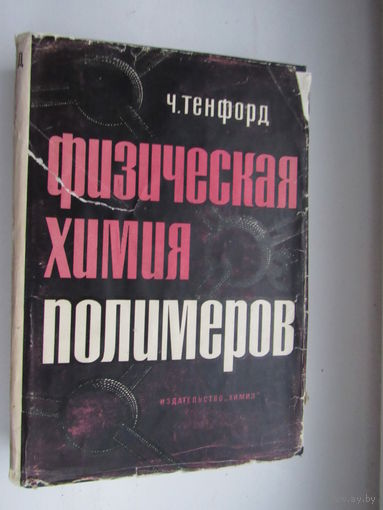 Ч. ТЕНФОРД
ФИЗИЧЕСКАЯ
ХИМИЯ
ПОЛИМЕРОВ
ИЗДАТЕЛЬСТВО „ХИМИЯ"